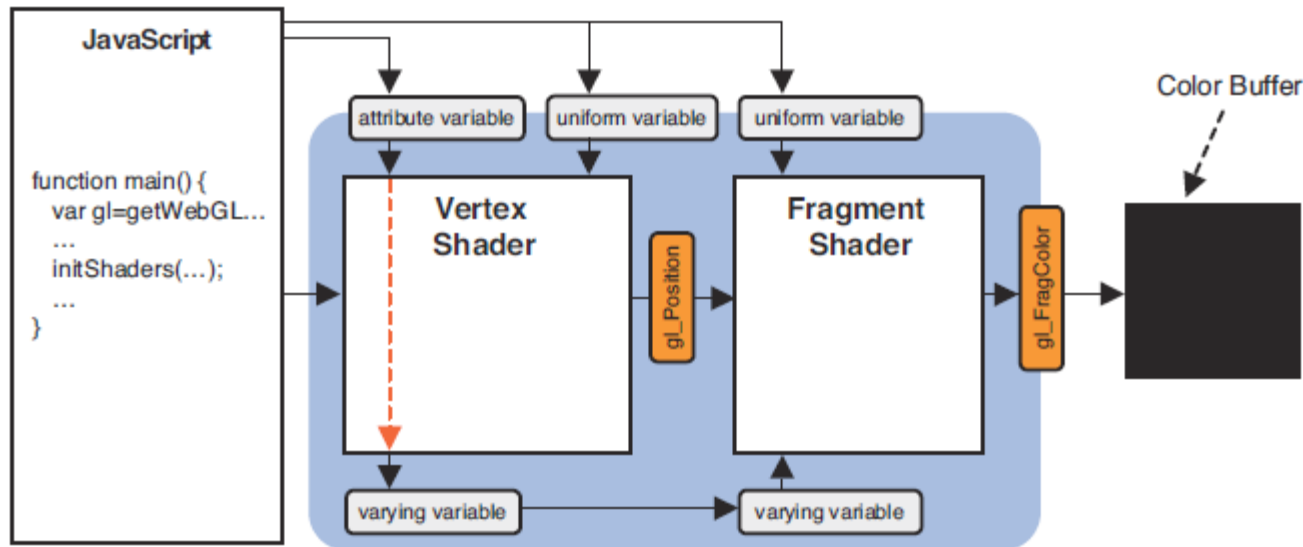 JavaScript
function main() {
var gl=getWebGL…
…
initShaders(…);
…
}
attribute variable
uniform variable
uniform variable
Vertex
Shader
gl_Position
Fragment
Shader
gl_FragColor
Color Buffer
varying variable
varying variable